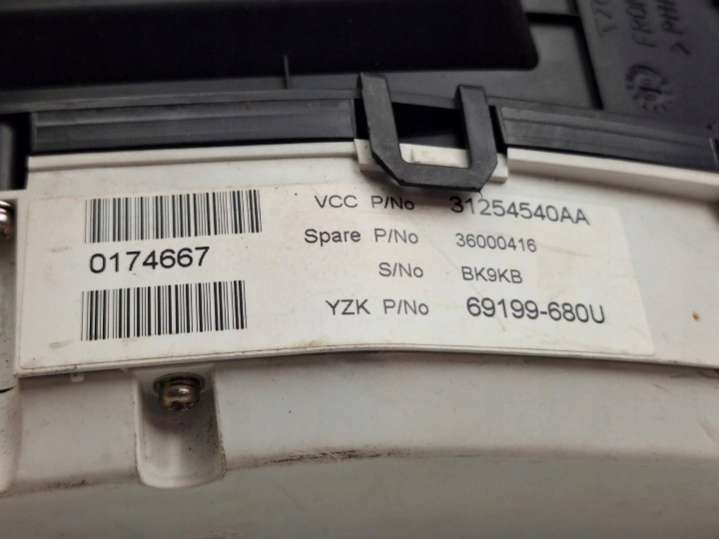 VCC P/No 31254540AA
0174667
Spare P/No 36000416
S/No BK9KB
YZK P/No 69199-680U